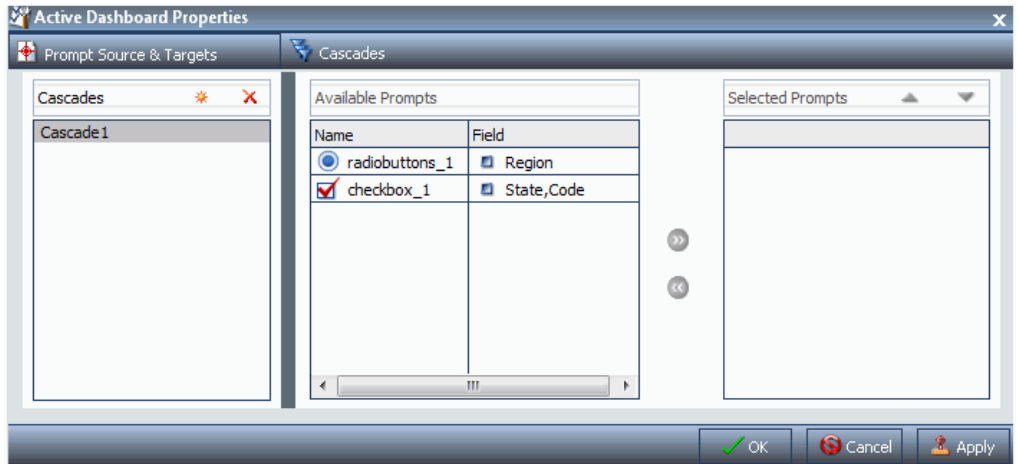 Active Dashboard Properties
x
Prompt Source & Targets
Cascades
Cascades
Available Prompts
Selected Prompts
Cascade1
Name Field
radiobuttons_1 Region
checkbox_1 State,Code
OK Cancel Apply